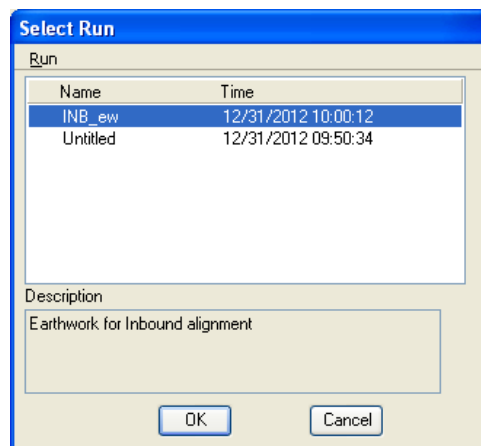 Select Run
Run
Name Time
INB_ew 12/31/2012 10:00:12
Untitled 12/31/2012 09:50:34
Description
Earthwork for Inbound alignment
OK Cancel